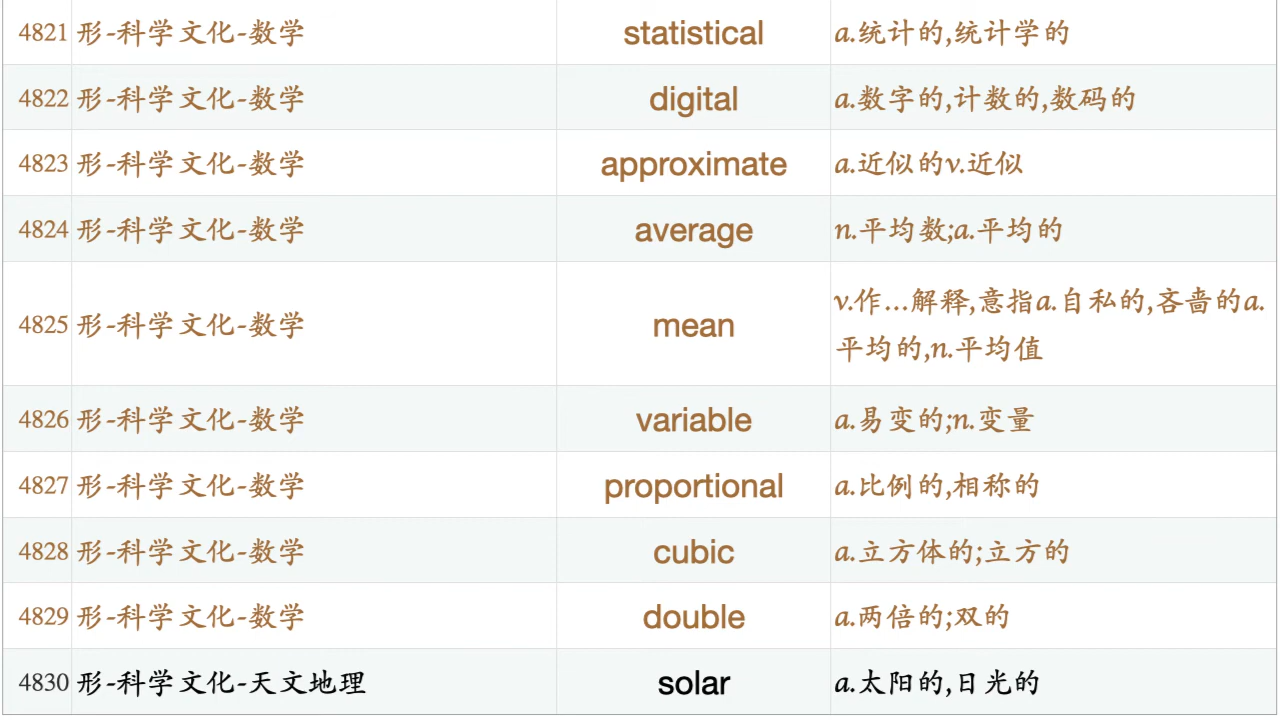 4821 形-科学文化-数学 statistical a.统计的,统计学的
4822 形-科学文化-数学 digital a.数字的,计数的,数码的
4823 形-科学文化-数学 approximate a.近似的v.近似
4824 形-科学文化-数学 average n.平均数;a.平均的
4825 形-科学文化-数学 mean v.作…解释,意指a.自私的,吝啬的a.
平均的,n.平均值
4826 形-科学文化-数学 variable a.易变的;n.变量
4827 形-科学文化-数学 proportional a.比例的,相称的
4828 形-科学文化-数学 cubic a.立方体的;立方的
4829 形-科学文化-数学 double a.两倍的;双的
4830 形-科学文化-天文地理 solar a.太阳的,日光的